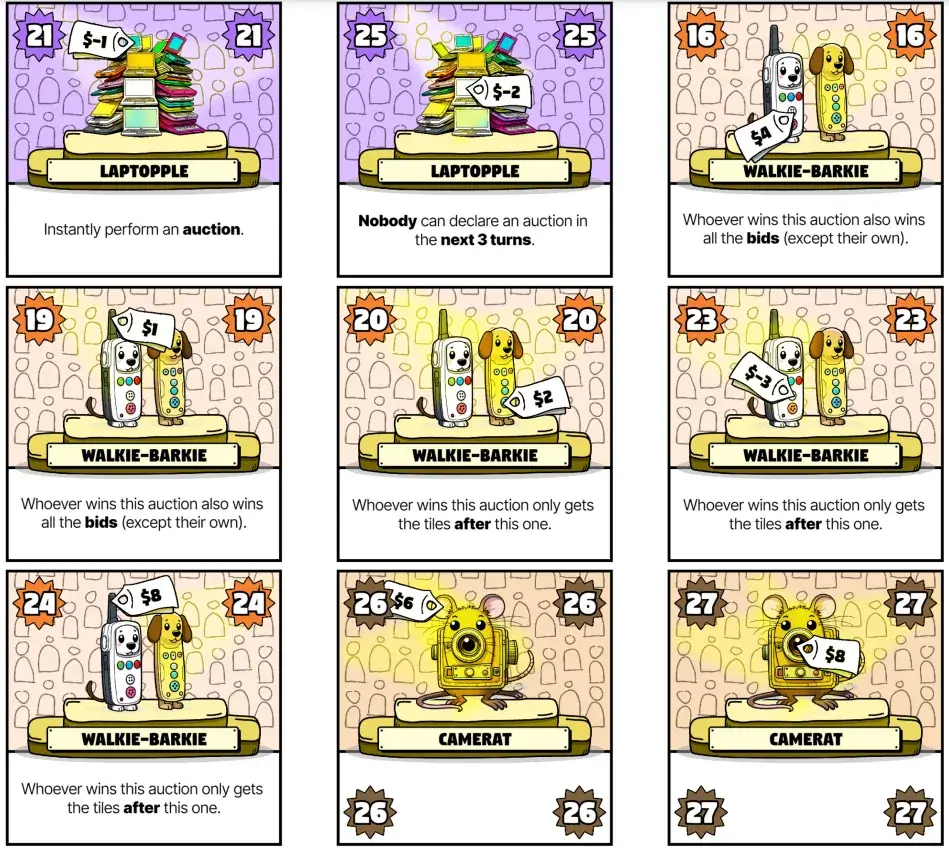 21 $-1 21
LAPTOPPLE
Instantly perform an auction.
25 $-2 25
LAPTOPPLE
Nobody can declare an auction in
the next 3 turns.
16 $4 16
WALKIE-BARKIE
Whoever wins this auction also wins
all the bids (except their own).
19 $1 19
WALKIE-BARKIE
Whoever wins this auction also wins
all the bids (except their own).
20 $2 20
WALKIE-BARKIE
Whoever wins this auction only gets
the tiles after this one.
23 $-3 23
WALKIE-BARKIE
Whoever wins this auction only gets
the tiles after this one.
24 $8 24
WALKIE-BARKIE
Whoever wins this auction only gets
the tiles after this one.
26 $6 26
CAMERAT
26 26
27 $8 27
CAMERAT
27 27